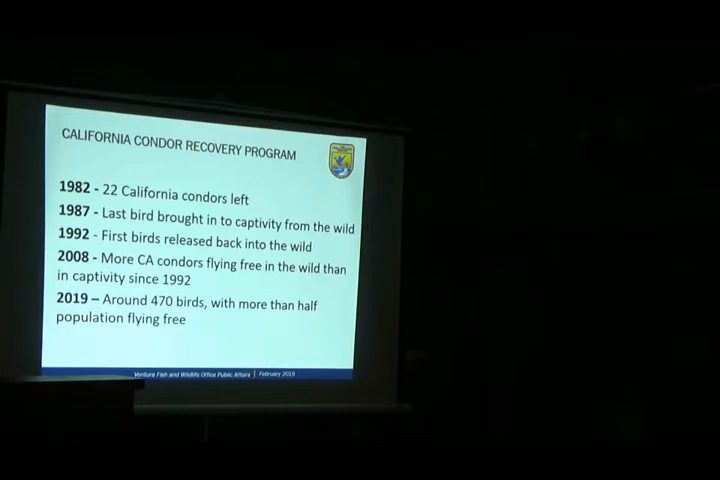 CALIFORNIA CONDOR RECOVERY PROGRAM
1982 - 22 California condors left
1987 - Last bird brought in to captivity from the wild
1992 - First birds released back into the wild
2008 - More CA condors flying free in the wild than
in captivity since 1992
2019 – Around 470 birds, with more than half
population flying free
Ventura Fish and Wildlife Office Public Affairs | February 2019